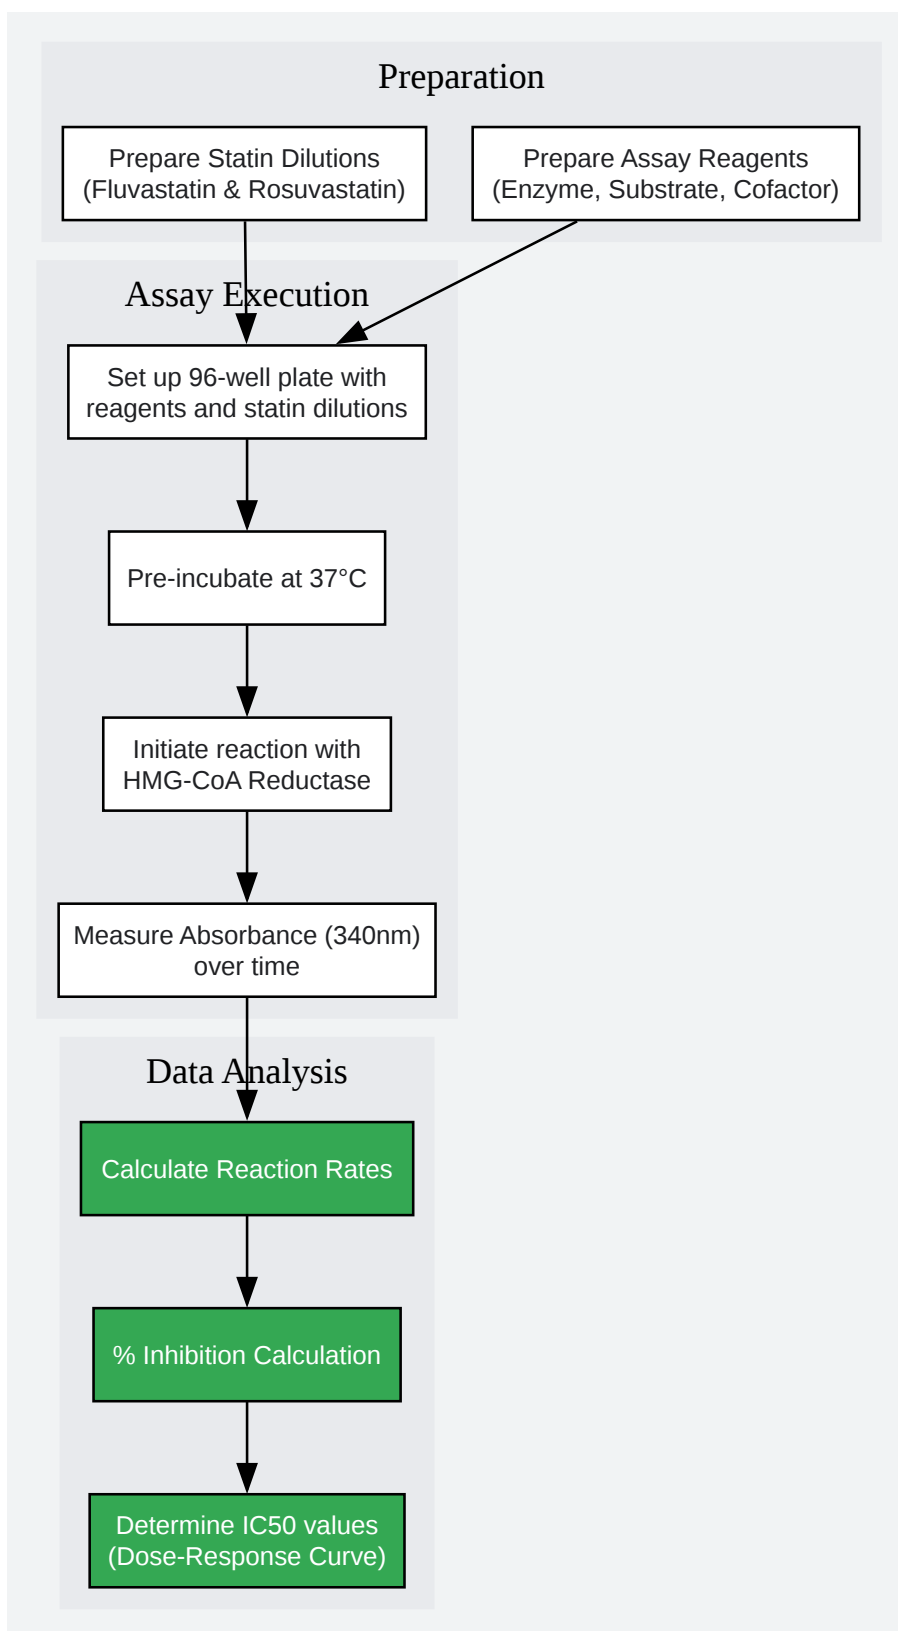 Preparation
Prepare Statin Dilutions
(Fluvastatin & Rosuvastatin)
Prepare Assay Reagents
(Enzyme, Substrate, Cofactor)
Assay Execution
Set up 96-well plate with
reagents and statin dilutions
Pre-incubate at 37°C
Initiate reaction with
HMG-CoA Reductase
Measure Absorbance (340nm)
over time
Data Analysis
Calculate Reaction Rates
% Inhibition Calculation
Determine IC50 values
(Dose-Response Curve)